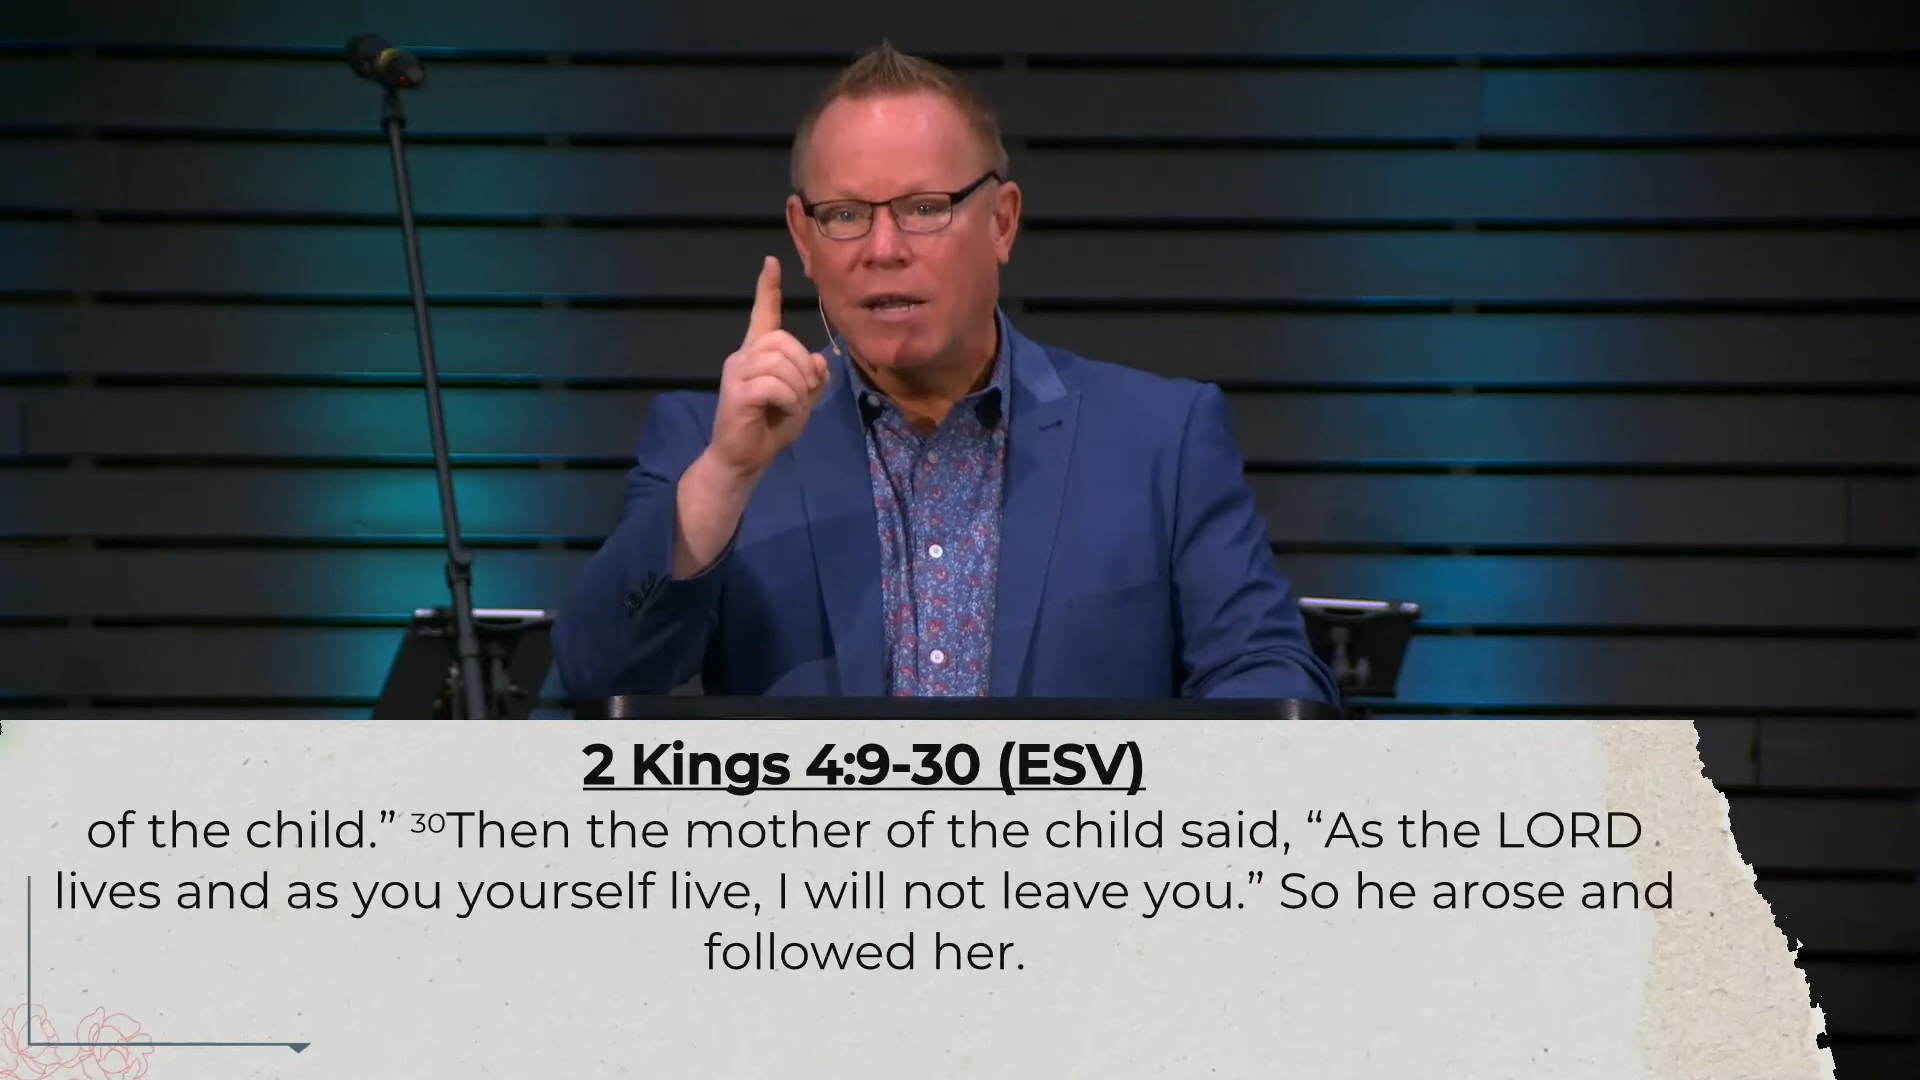 2 Kings 4:9-30 (ESV)
of the child.” ³⁰Then the mother of the child said, “As the LORD
lives and as you yourself live, I will not leave you.” So he arose and
followed her.